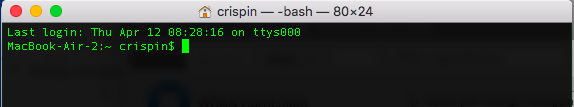 crispin — -bash — 80×24
Last login: Thu Apr 12 08:28:16 on ttys000
MacBook-Air-2:~ crispin$